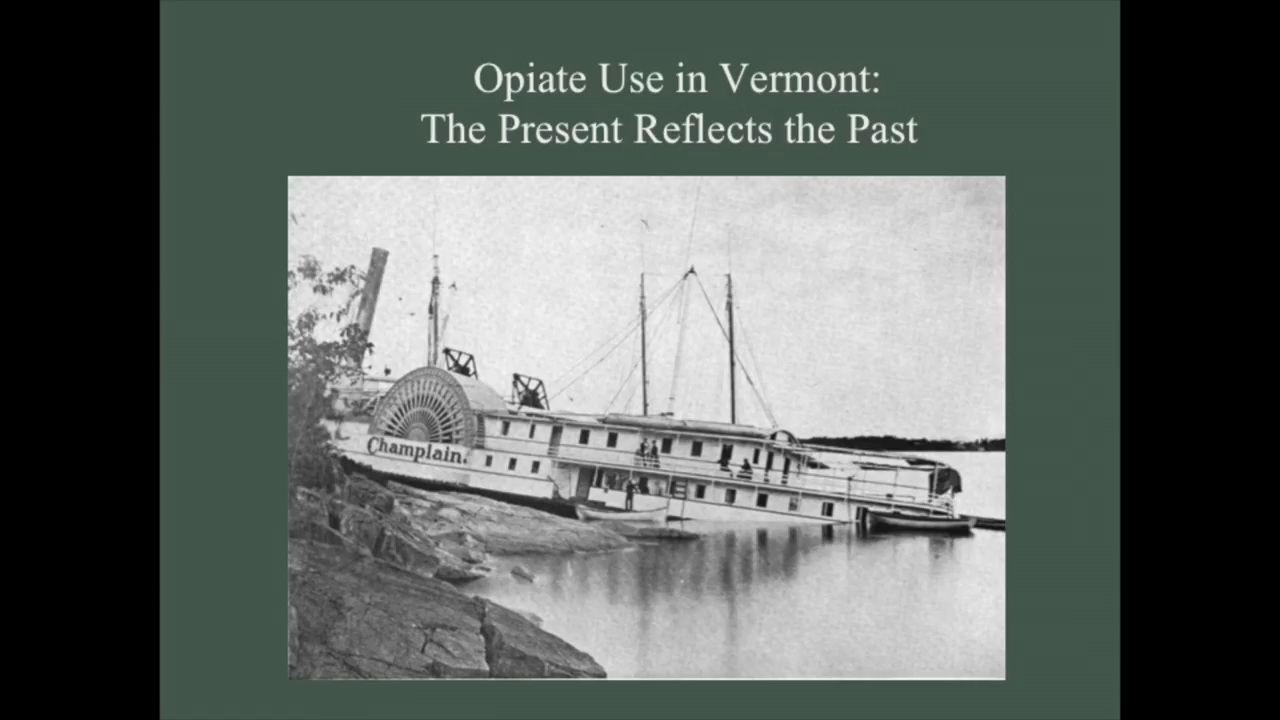 Opiate Use in Vermont:
The Present Reflects the Past
Champlain.